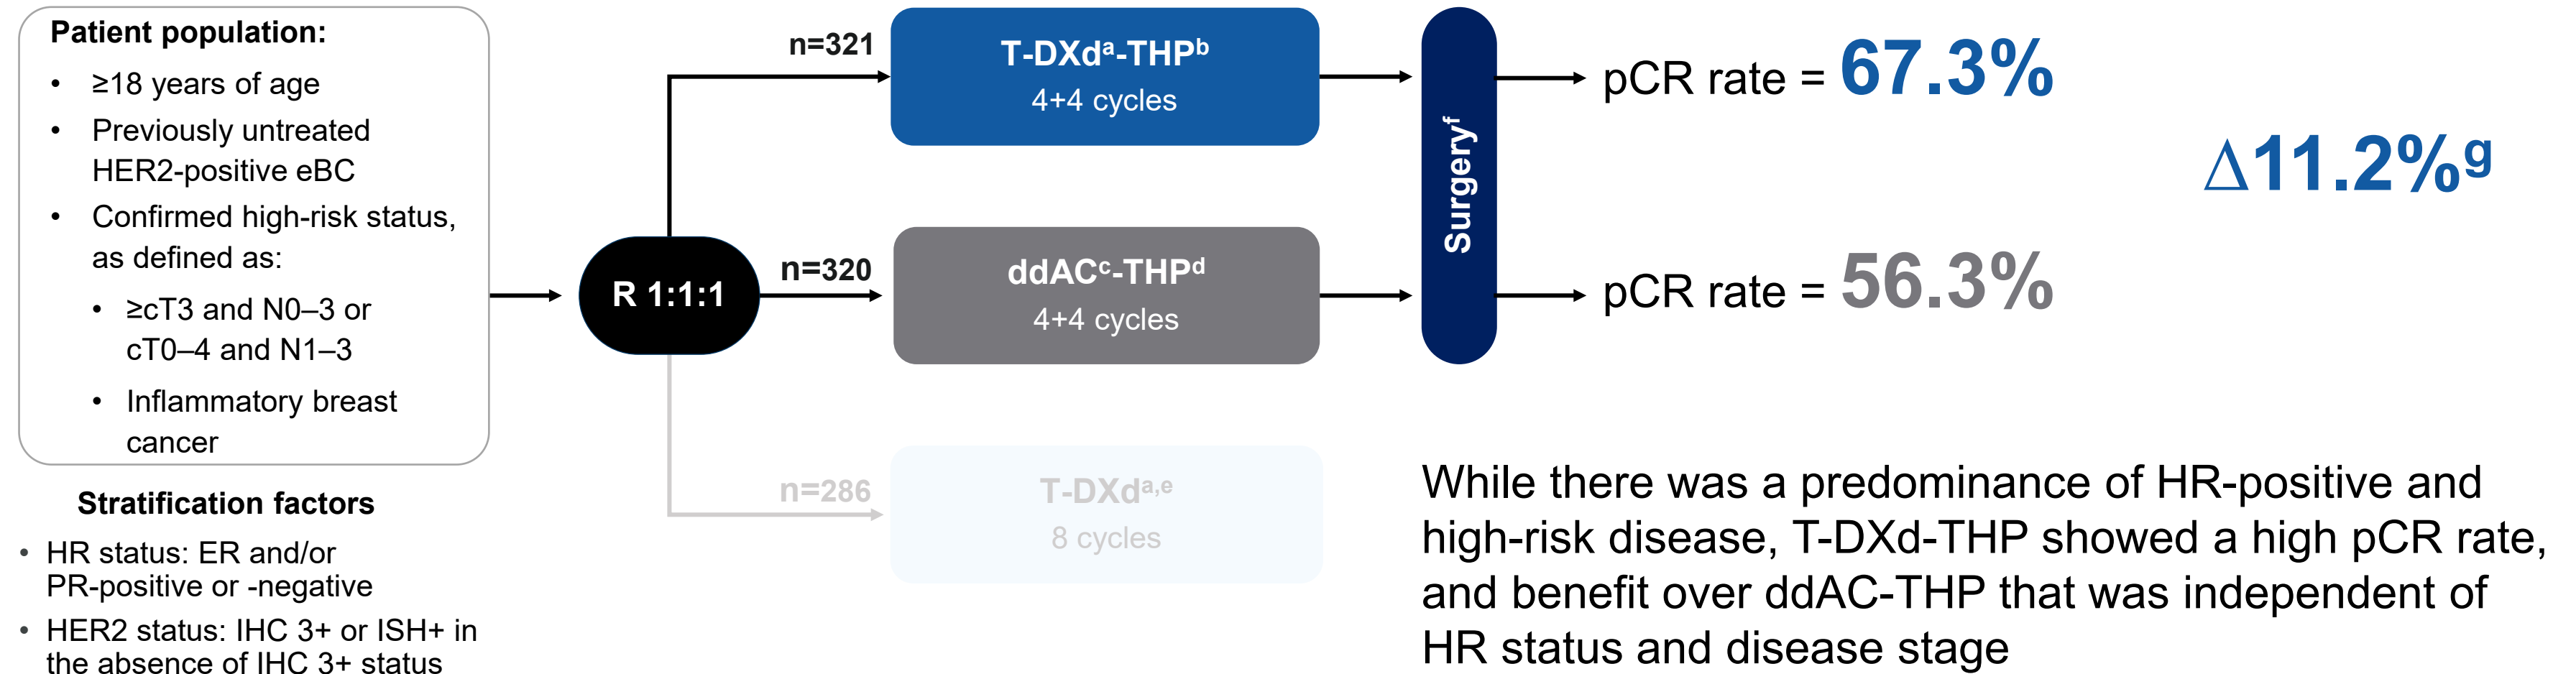 Patient population:
• ≥18 years of age
• Previously untreated
HER2-positive eBC
• Confirmed high-risk status,
as defined as:
• ≥cT3 and N0–3 or
cT0–4 and N1–3
• Inflammatory breast
cancer
Stratification factors
• HR status: ER and/or
PR-positive or -negative
• HER2 status: IHC 3+ or ISH+ in
the absence of IHC 3+ status
R 1:1:1
n=321
T-DXdᵃ-THPᵇ
4+4 cycles
n=320
ddACᶜ-THPᵈ
4+4 cycles
n=286
T-DXdᵃ,ᵉ
8 cycles
Surgeryᶠ
pCR rate = 67.3%
Δ11.2%ᵍ
pCR rate = 56.3%
While there was a predominance of HR-positive and
high-risk disease, T-DXd-THP showed a high pCR rate,
and benefit over ddAC-THP that was independent of
HR status and disease stage